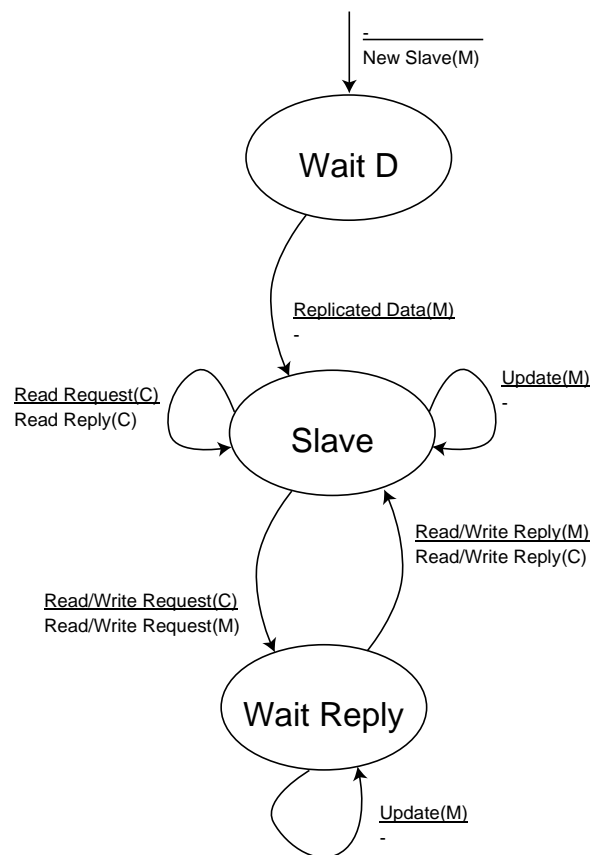 -
New Slave(M)
Wait D
Replicated Data(M)
-
Read Request(C)
Read Reply(C)
Update(M)
-
Slave
Read/Write Reply(M)
Read/Write Reply(C)
Read/Write Request(C)
Read/Write Request(M)
Wait Reply
Update(M)
-